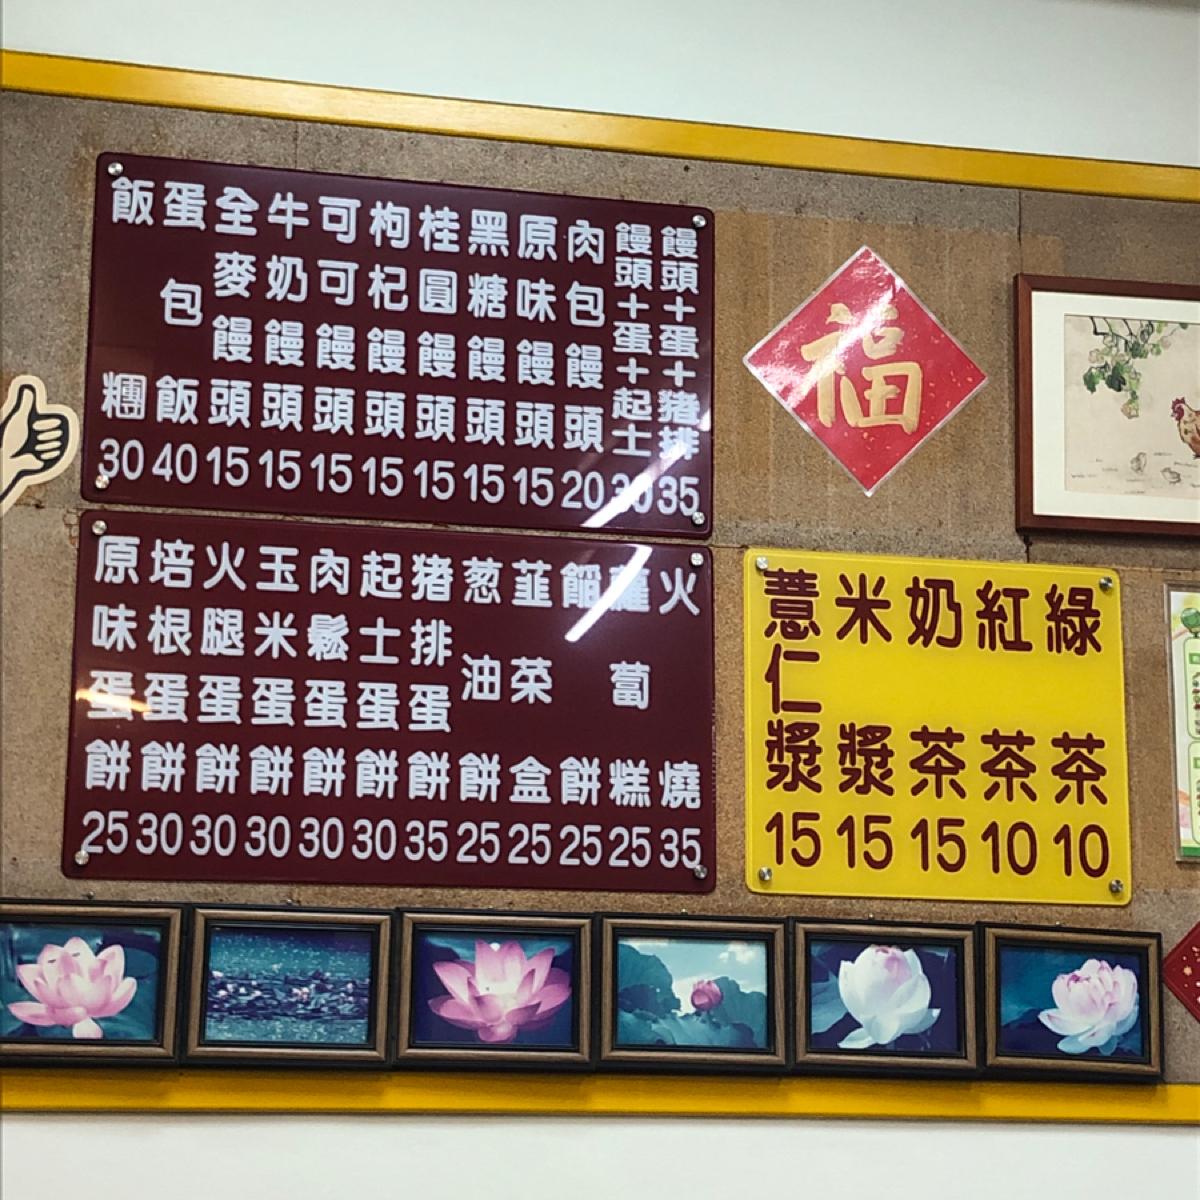 飯糰30
蛋包飯40
全麥饅頭15
牛奶饅頭15
可可饅頭15
枸杞饅頭15
桂圓饅頭15
黑糖饅頭15
原味饅頭15
肉包饅頭20
饅頭+蛋+起士30
饅頭+蛋+豬排35
福
原味蛋餅25
培根蛋餅30
火腿蛋餅30
玉米蛋餅30
肉鬆蛋餅30
起士蛋餅30
豬排蛋餅35
葱油餅25
韮菜盒25
餡餅25
蘿蔔糕25
火燒35
薏仁漿15
米漿15
奶茶15
紅茶10
綠茶10